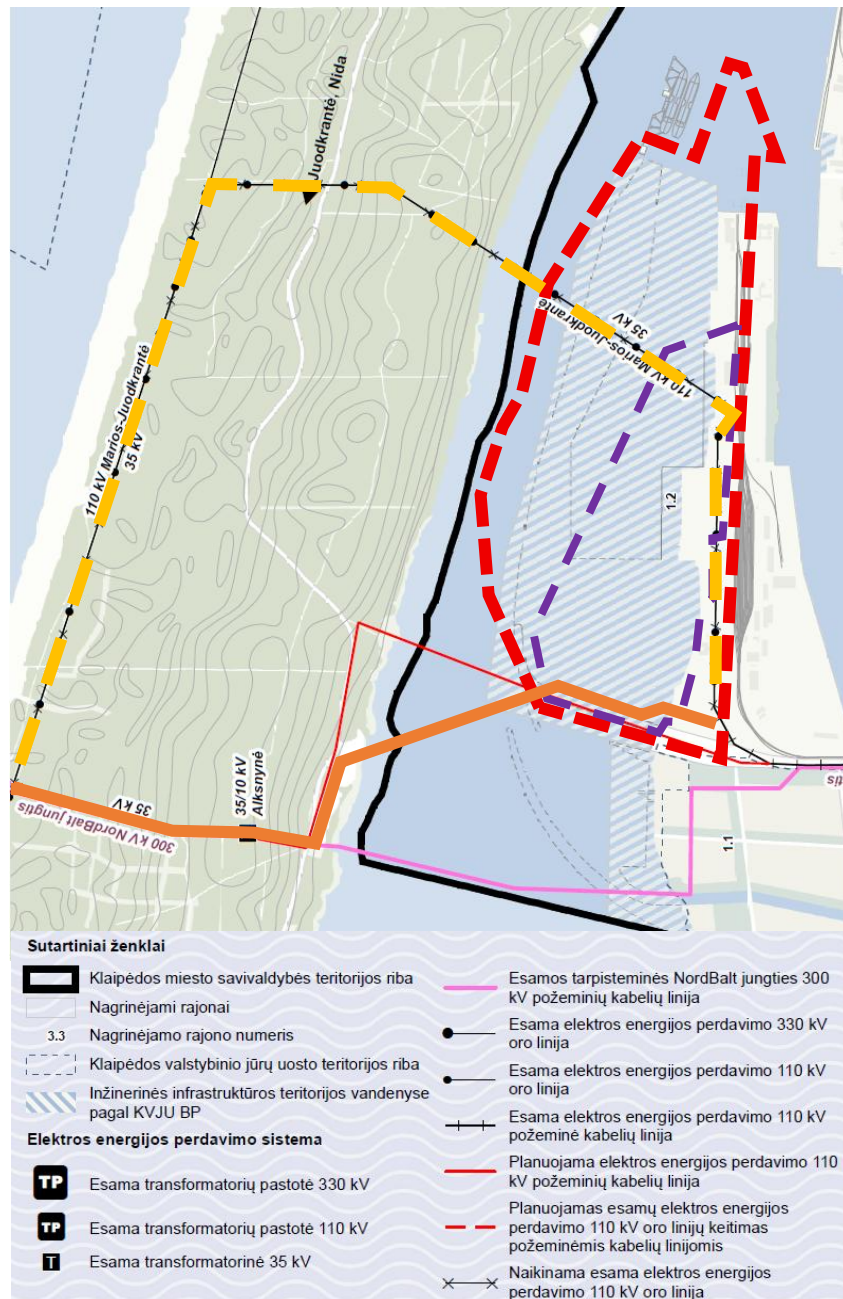 Juodkrantė, Nida
110 kV Marios-Juodkrantė
35 kV
110 kV Marios-Juodkrantė
35 kV
1.2
35/10 kV
Alksnynė
35 kV
300 kV NordBalt jungtis
1.1
tis
Sutartiniai ženklai
Klaipėdos miesto savivaldybės teritorijos riba
Nagrinėjami rajonai
3.3 Nagrinėjamo rajono numeris
Klaipėdos valstybinio jūrų uosto teritorijos riba
Inžinerinės infrastruktūros teritorijos vandenyse
pagal KVJU BP
Elektros energijos perdavimo sistema
TP Esama transformatorių pastotė 330 kV
TP Esama transformatorių pastotė 110 kV
T Esama transformatorinė 35 kV
Esamos tarpisteminės NordBalt jungties 300
kV požeminių kabelių linija
Esama elektros energijos perdavimo 330 kV
oro linija
Esama elektros energijos perdavimo 110 kV
oro linija
Esama elektros energijos perdavimo 110 kV
požeminė kabelių linija
Planuojama elektros energijos perdavimo 110
kV požeminių kabelių linija
Planuojamas esamų elektros energijos
perdavimo 110 kV oro linijų keitimas
požeminėmis kabelių linijomis
Naikinama esama elektros energijos
perdavimo 110 kV oro linija